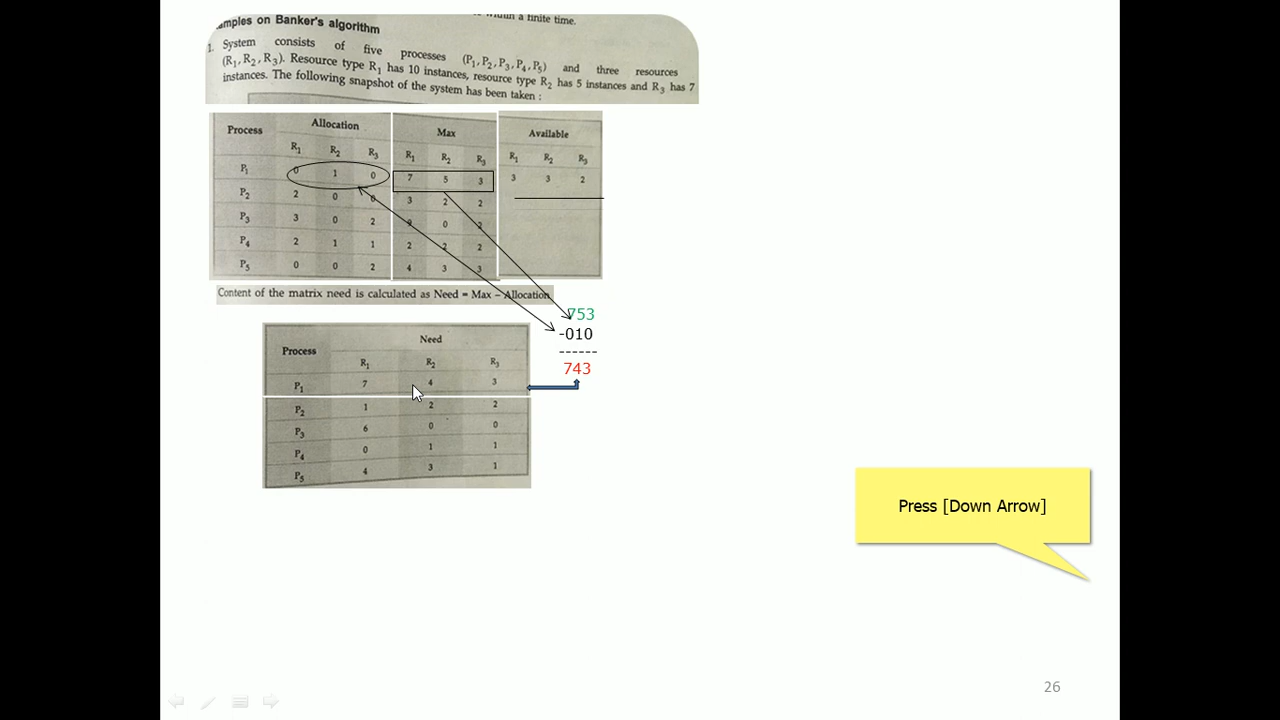 within a finite time.
amples on Banker's algorithm
1. System consists of five processes (P1, P2, P3, P4, P5) and three resources
(R1, R2, R3). Resource type R1 has 10 instances, resource type R2 has 5 instances and R3 has 7
instances. The following snapshot of the system has been taken :
Process Allocation Max Available
R1 R2 R3 R1 R2 R3 R1 R2 R3
P1 0 1 0 7 5 3 3 3 2
P2 2 0 0 3 2 2
P3 3 0 2 9 0 2
P4 2 1 1 2 2 2
P5 0 0 2 4 3 3
Content of the matrix need is calculated as Need = Max − Allocation
753
-010
------
743
Process Need
R1 R2 R3
P1 7 4 3
P2 1 2 2
P3 6 0 0
P4 0 1 1
P5 4 3 1
Press [Down Arrow]
26